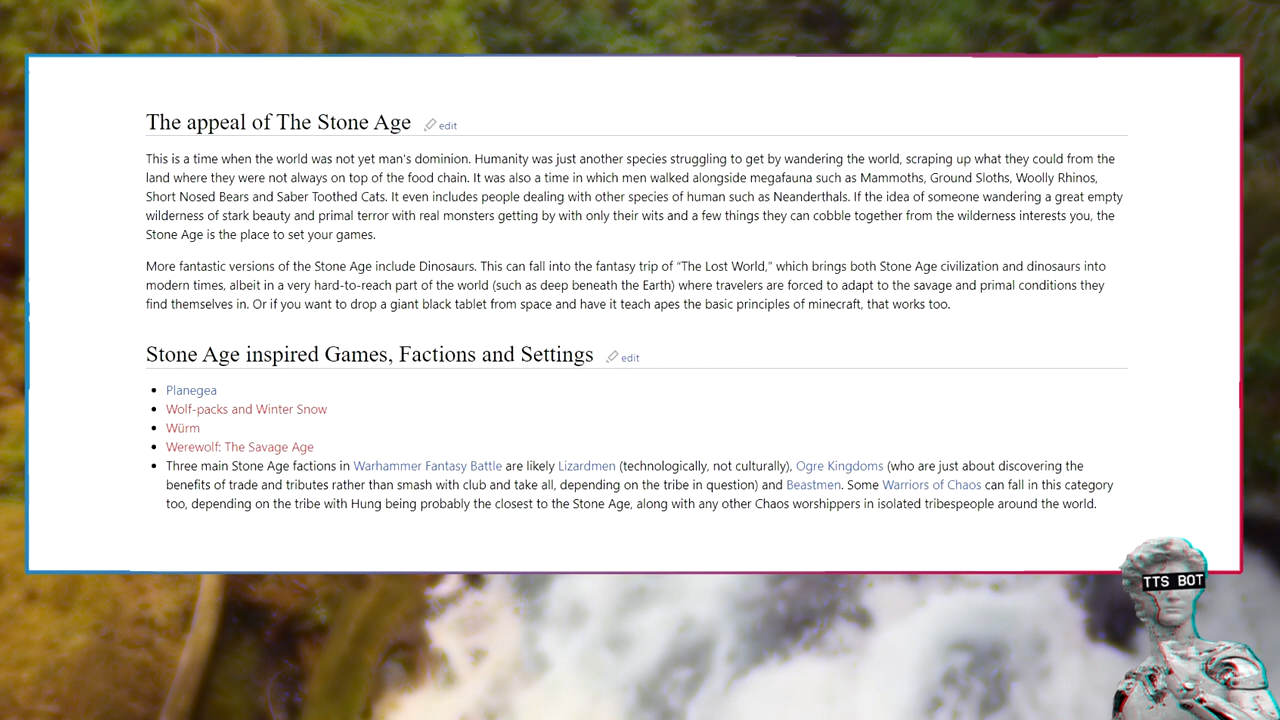 The appeal of The Stone Age edit
This is a time when the world was not yet man's dominion. Humanity was just another species struggling to get by wandering the world, scraping up what they could from the
land where they were not always on top of the food chain. It was also a time in which men walked alongside megafauna such as Mammoths, Ground Sloths, Woolly Rhinos,
Short Nosed Bears and Saber Toothed Cats. It even includes people dealing with other species of human such as Neanderthals. If the idea of someone wandering a great empty
wilderness of stark beauty and primal terror with real monsters getting by with only their wits and a few things they can cobble together from the wilderness interests you, the
Stone Age is the place to set your games.
More fantastic versions of the Stone Age include Dinosaurs. This can fall into the fantasy trip of “The Lost World,” which brings both Stone Age civilization and dinosaurs into
modern times, albeit in a very hard-to-reach part of the world (such as deep beneath the Earth) where travelers are forced to adapt to the savage and primal conditions they
find themselves in. Or if you want to drop a giant black tablet from space and have it teach apes the basic principles of minecraft, that works too.
Stone Age inspired Games, Factions and Settings edit
• Planegea
• Wolf-packs and Winter Snow
• Würm
• Werewolf: The Savage Age
• Three main Stone Age factions in Warhammer Fantasy Battle are likely Lizardmen (technologically, not culturally), Ogre Kingdoms (who are just about discovering the
benefits of trade and tributes rather than smash with club and take all, depending on the tribe in question) and Beastmen. Some Warriors of Chaos can fall in this category
too, depending on the tribe with Hung being probably the closest to the Stone Age, along with any other Chaos worshippers in isolated tribespeople around the world.
TTS BOT